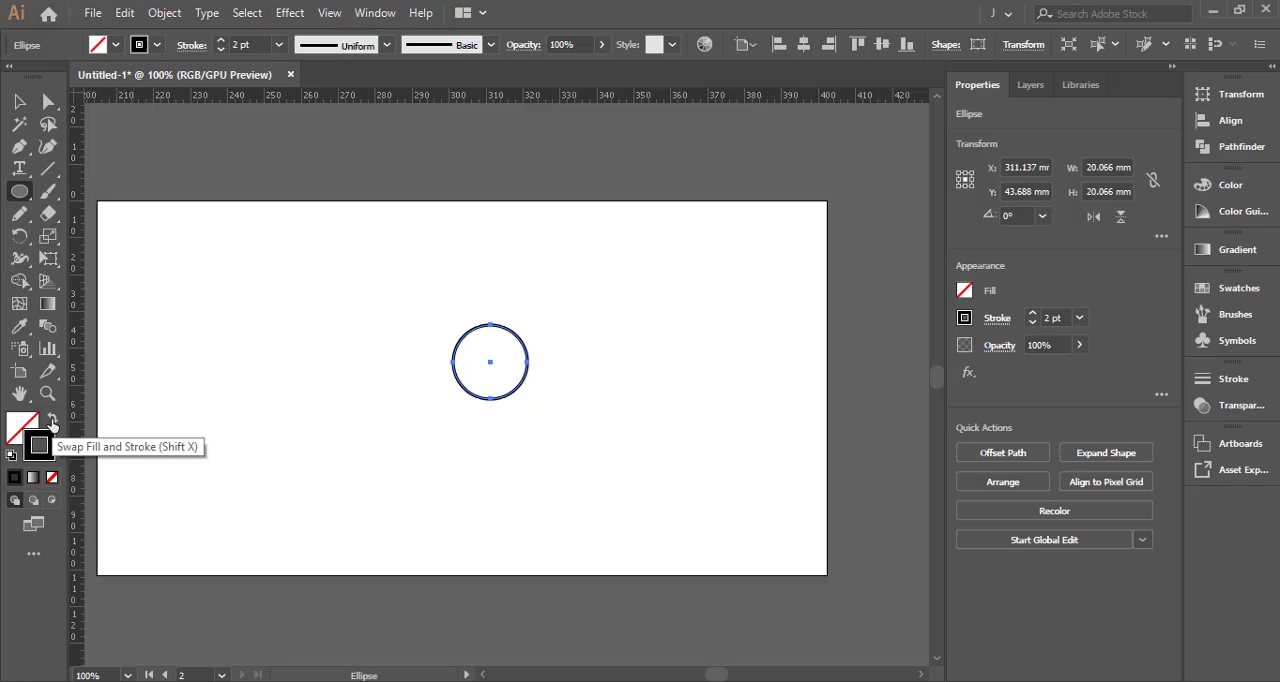 Ai File Edit Object Type Select Effect View Window Help J Search Adobe Stock
Ellipse Stroke: 2 pt Uniform Basic Opacity: 100% Style: Shape: Transform
Untitled-1* @ 100% (RGB/GPU Preview)
00 210 220 230 240 250 260 270 280 290 300 310 320 330 340 350 360 370 380 390 400 410 420
Properties Layers Libraries
Ellipse
Transform
X: 311.137 mr W: 20.066 mm
Y: 43.688 mm H: 20.066 mm
0°
Appearance
Fill
Stroke 2 pt
Opacity 100%
fx.
Quick Actions
Offset Path Expand Shape
Arrange Align to Pixel Grid
Recolor
Start Global Edit
Transform
Align
Pathfinder
Color
Color Gui...
Gradient
Swatches
Brushes
Symbols
Stroke
Transpar...
Artboards
Asset Exp...
Swap Fill and Stroke (Shift X)
100% 2 Ellipse